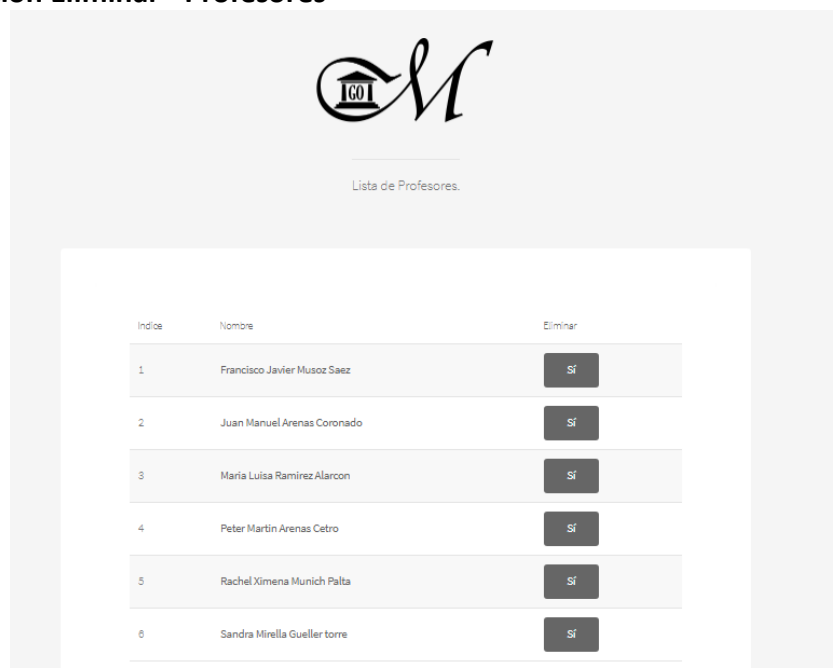 Eliminar - Profesores
GO M
Lista de Profesores.
Indice Nombre Eliminar
1 Francisco Javier Musoz Saez Sí
2 Juan Manuel Arenas Coronado Sí
3 Maria Luisa Ramirez Alarcon Sí
4 Peter Martin Arenas Cetro Sí
5 Rachel Ximena Munich Palta Sí
6 Sandra Mirella Gueller torre Sí